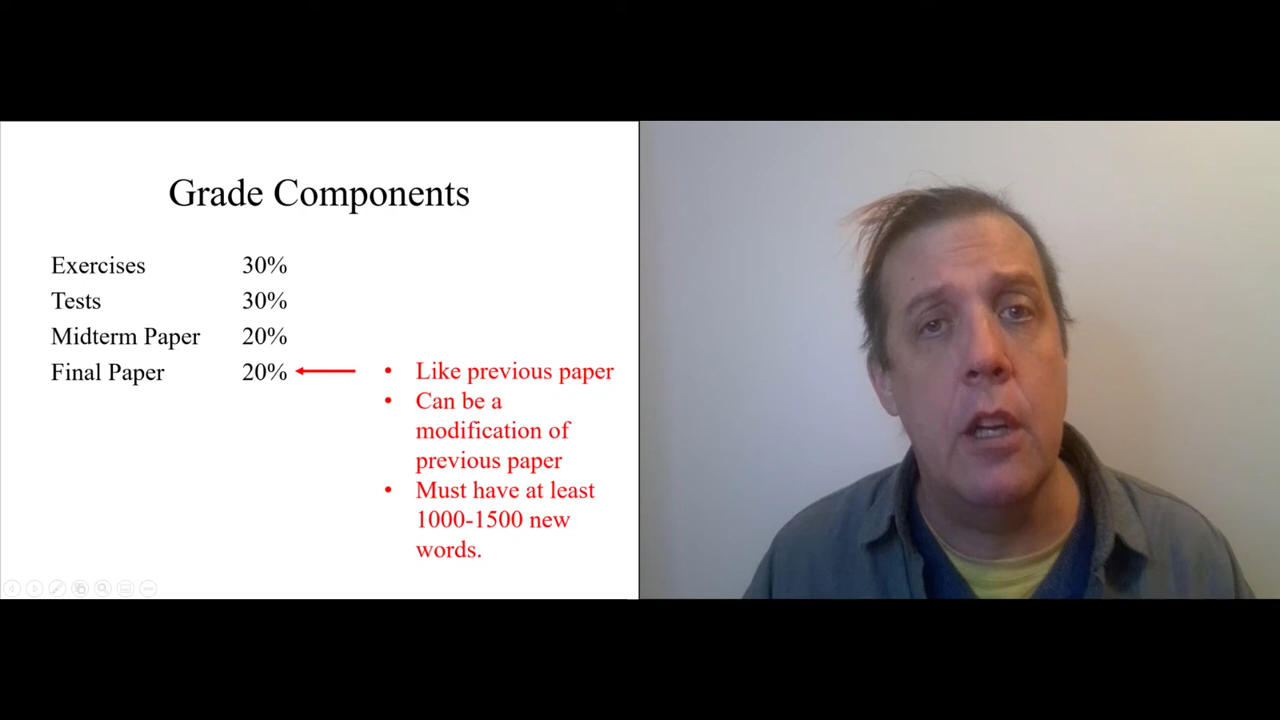 Grade Components
Exercises 30%
Tests 30%
Midterm Paper 20%
Final Paper 20%
• Like previous paper
• Can be a
modification of
previous paper
• Must have at least
1000-1500 new
words.